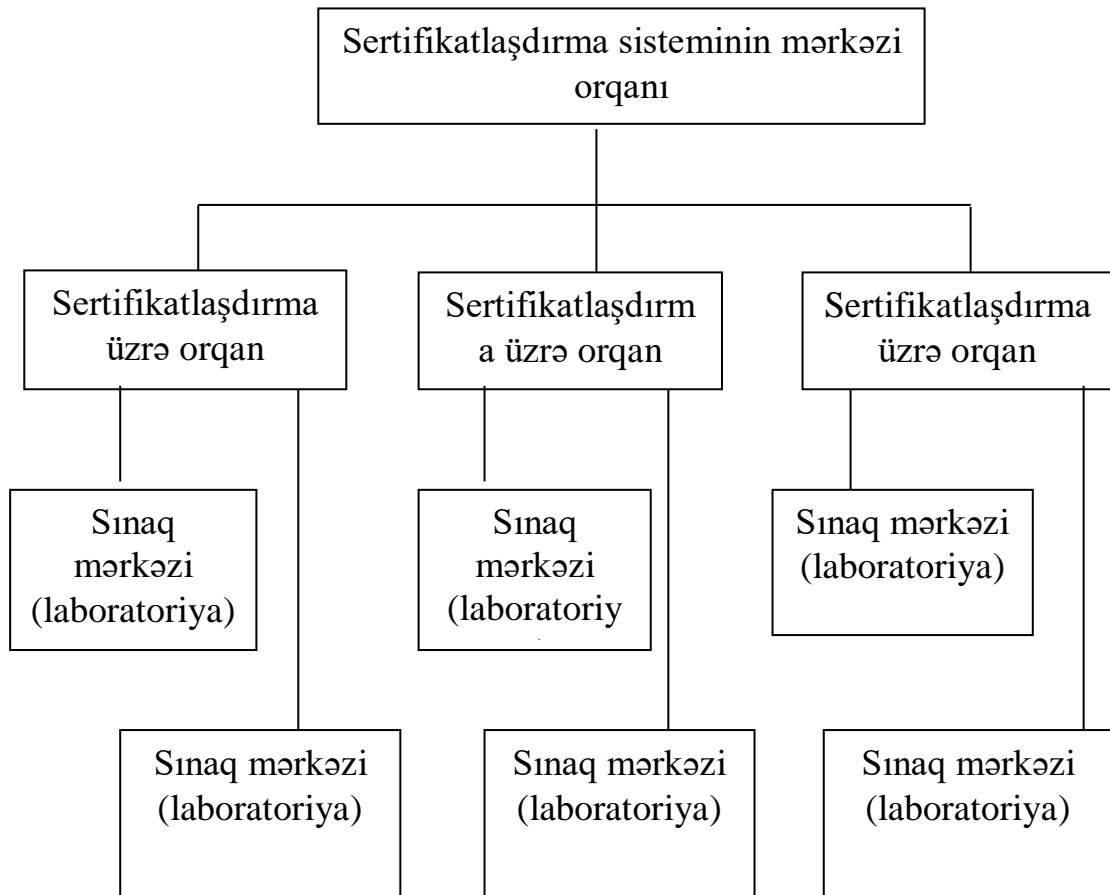 Sertifikatlaşdırma sisteminin mərkəzi
orqanı
Sertifikatlaşdırma
üzrə orqan
Sertifikatlaşdırm
a üzrə orqan
Sertifikatlaşdırma
üzrə orqan
Sınaq
mərkəzi
(laboratoriya)
Sınaq
mərkəzi
(laboratoriy
Sınaq mərkəzi
(laboratoriya)
Sınaq mərkəzi
(laboratoriya)
Sınaq mərkəzi
(laboratoriya)
Sınaq mərkəzi
(laboratoriya)